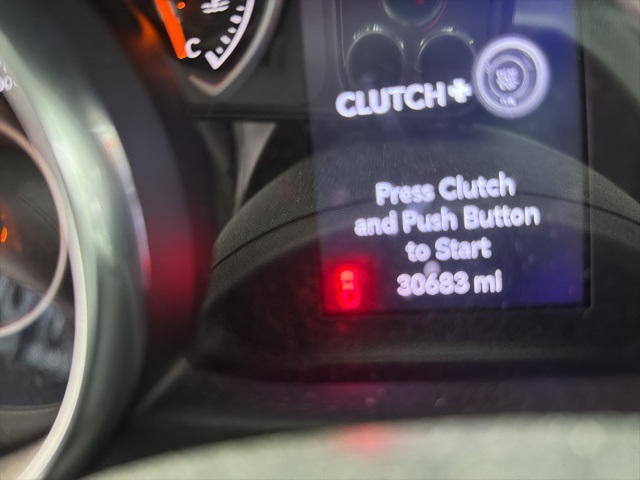 C
CLUTCH+
Press Clutch
and Push Button
to Start
30683 mi